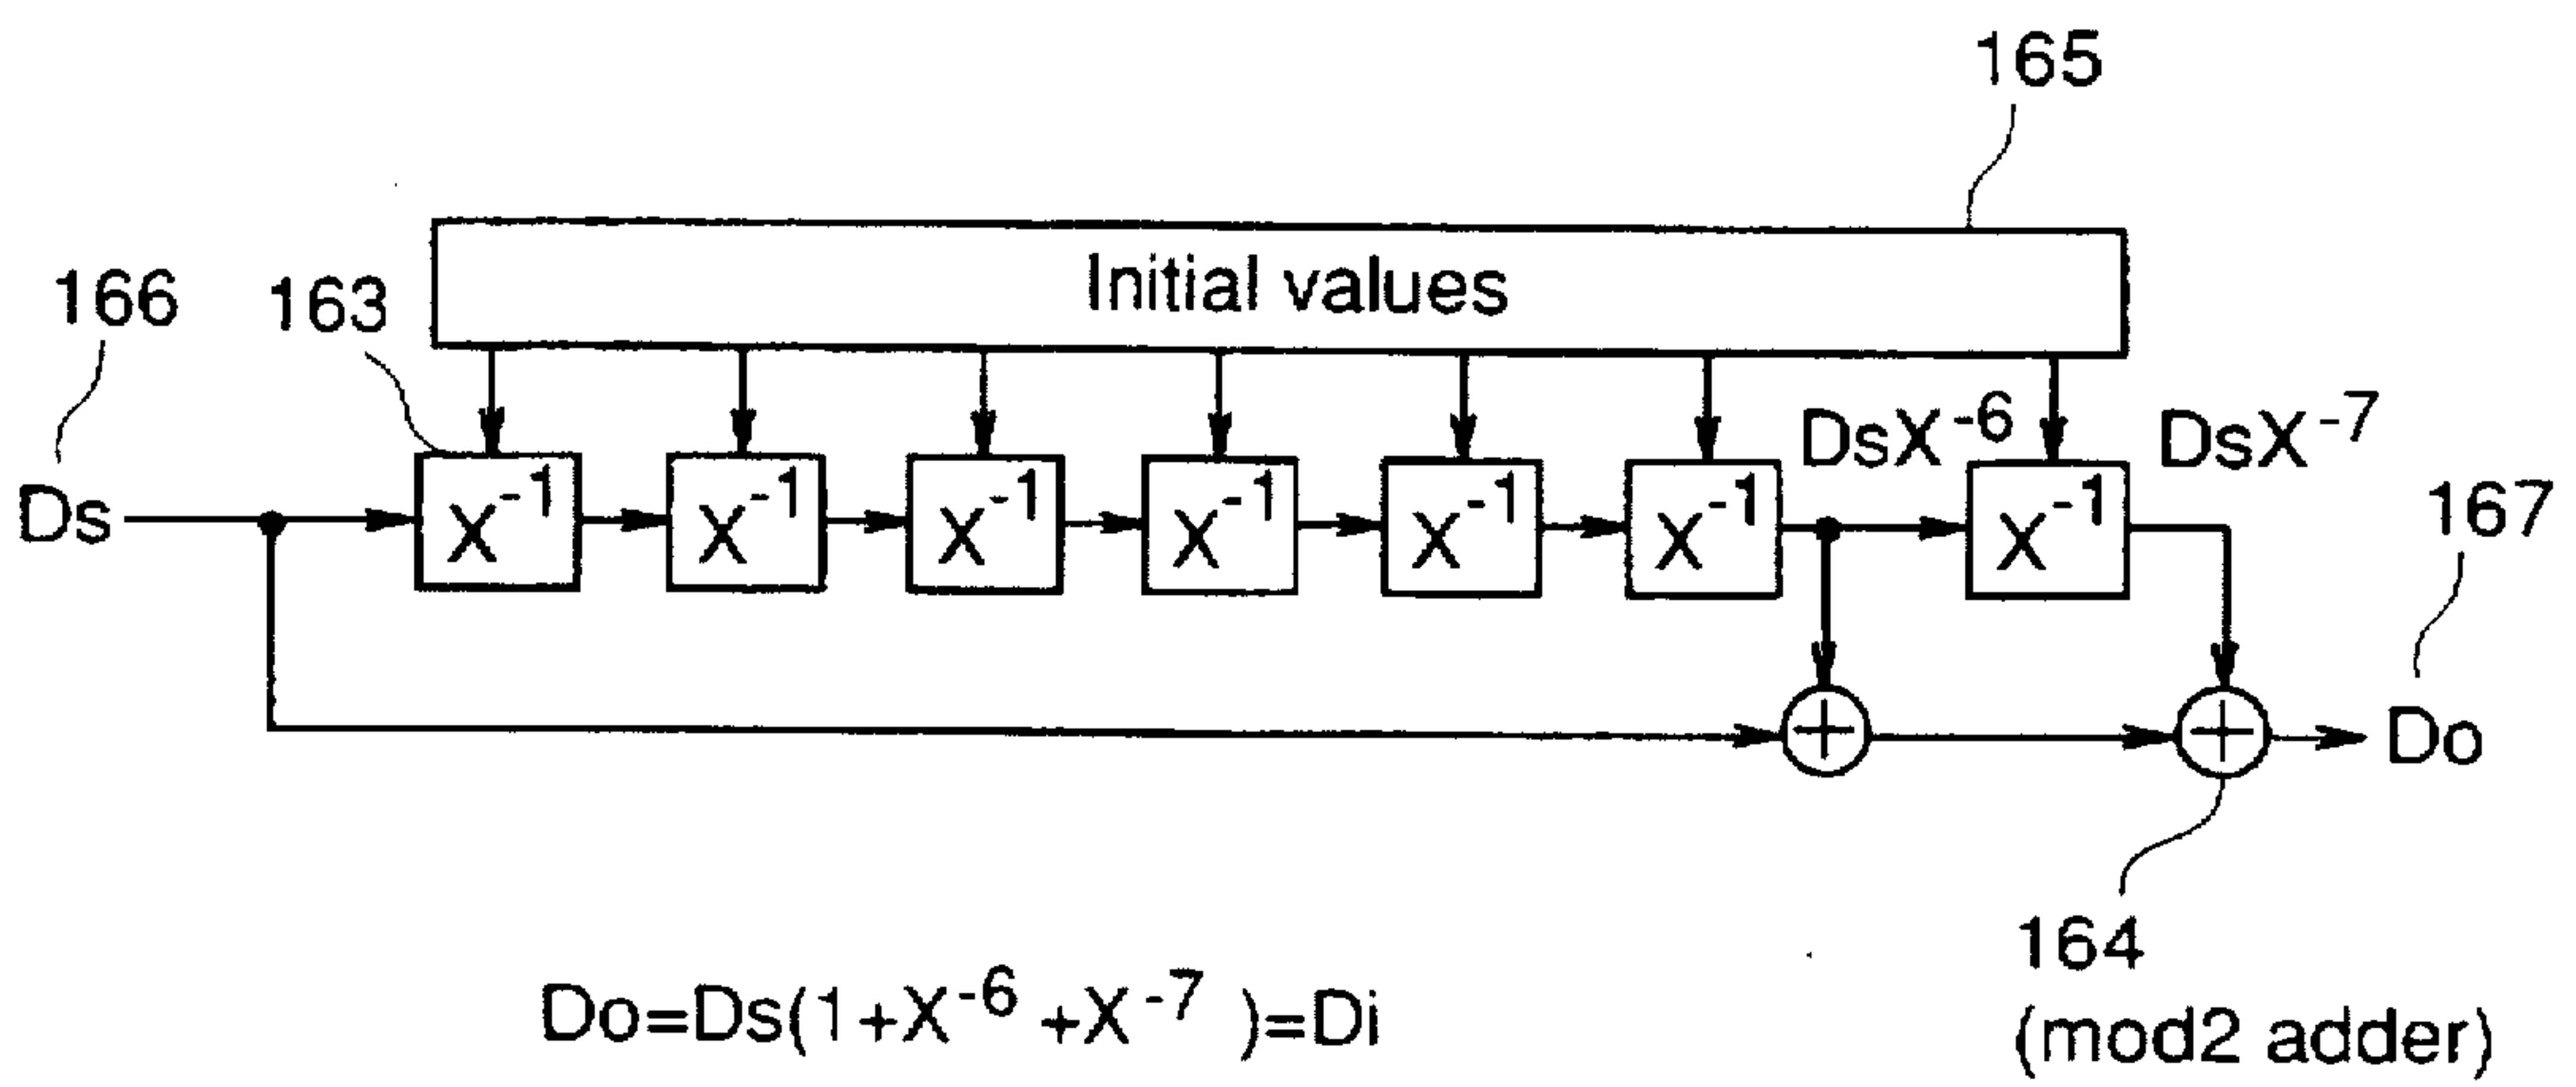 165
Initial values
166
163
DsX⁻⁶
DsX⁻⁷
Ds
X⁻¹
X⁻¹
X⁻¹
X⁻¹
X⁻¹
X⁻¹
X⁻¹
167
+
+
Do
164
(mod2 adder)
Do=Ds(1+X⁻⁶+X⁻⁷)=Di